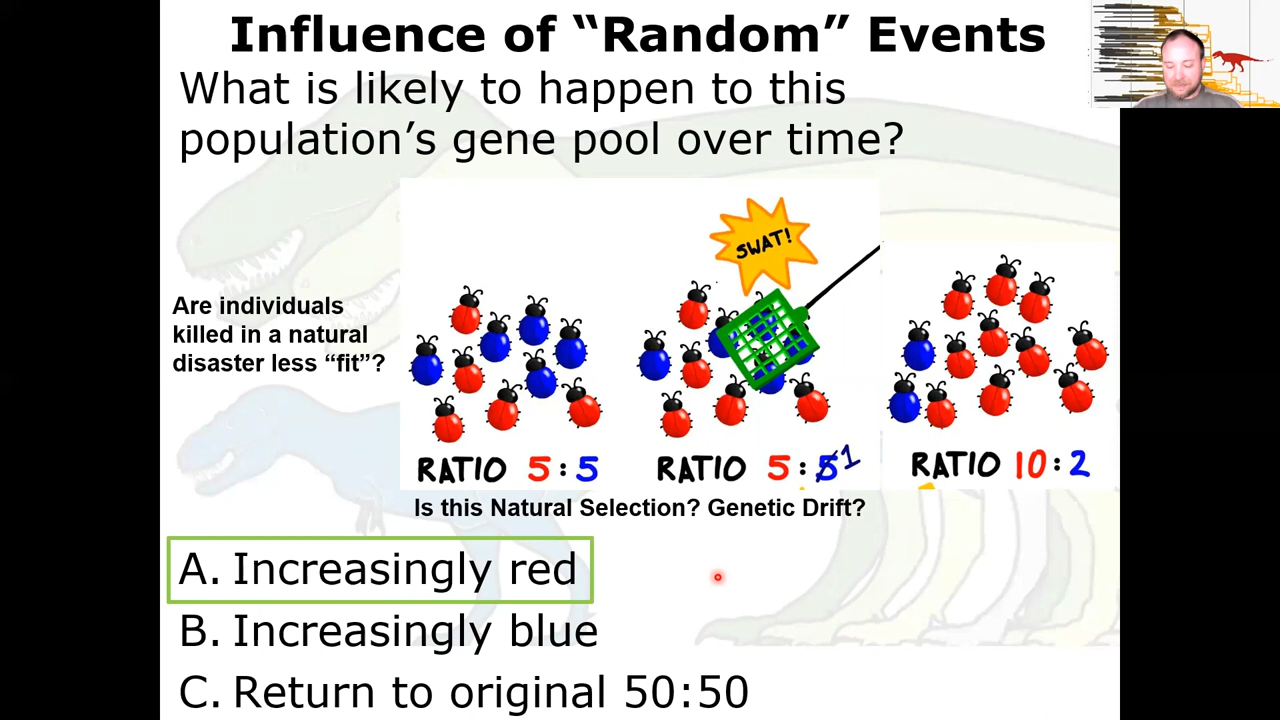 Influence of “Random” Events
What is likely to happen to this
population’s gene pool over time?
SWAT!
Are individuals
killed in a natural
disaster less “fit”?
RATIO 5:5
RATIO 5:5 1
RATIO 10:2
Is this Natural Selection? Genetic Drift?
A. Increasingly red
B. Increasingly blue
C. Return to original 50:50